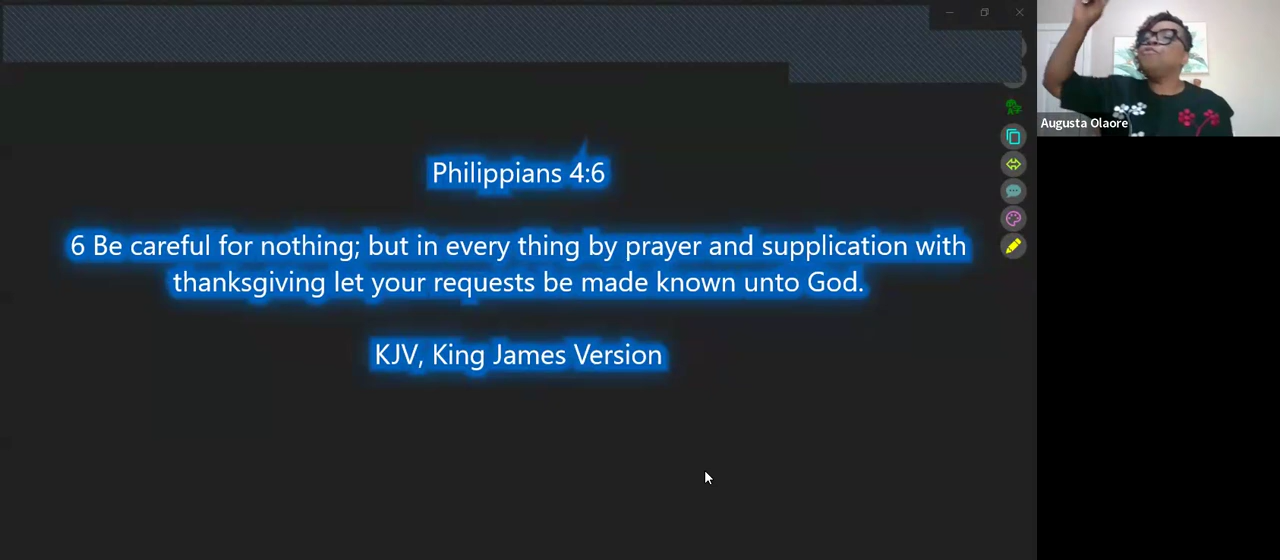 Philippians 4:6
6 Be careful for nothing; but in every thing by prayer and supplication with
thanksgiving let your requests be made known unto God.
KJV, King James Version
Augusta Olaore